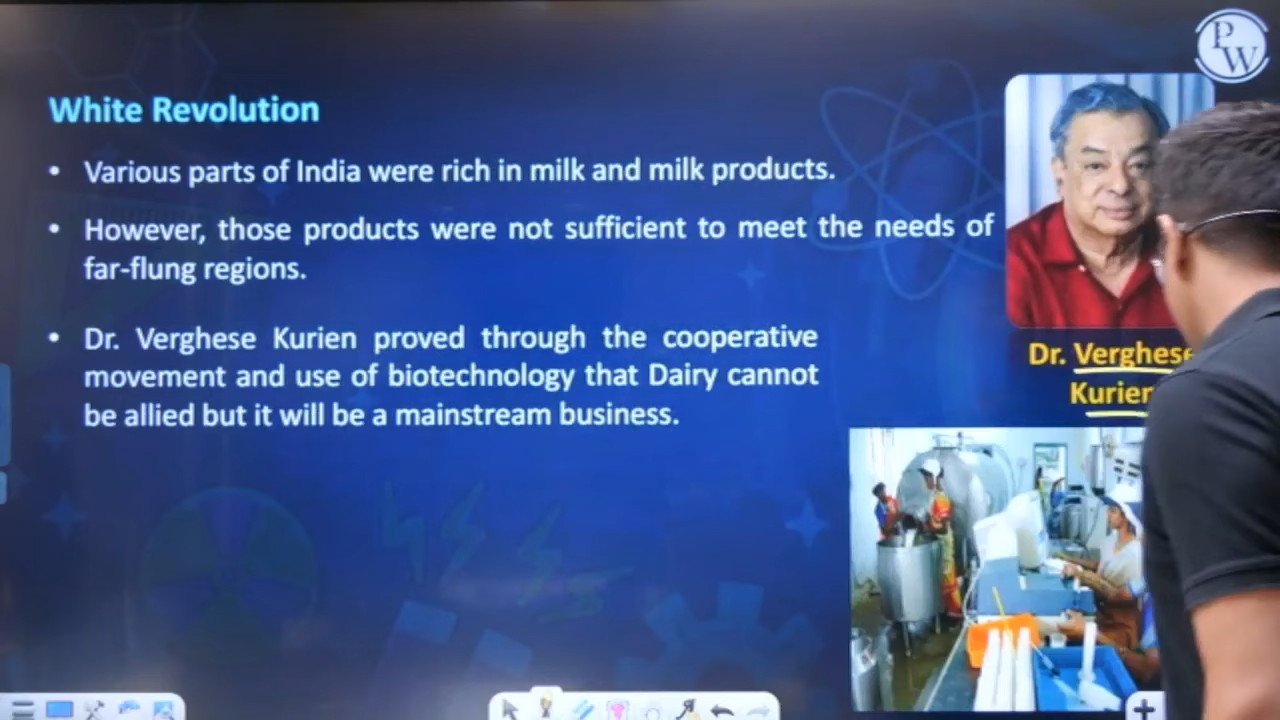 PW
White Revolution
• Various parts of India were rich in milk and milk products.
• However, those products were not sufficient to meet the needs of
far-flung regions.
• Dr. Verghese Kurien proved through the cooperative
movement and use of biotechnology that Dairy cannot
be allied but it will be a mainstream business.
Dr. Verghese
Kurien